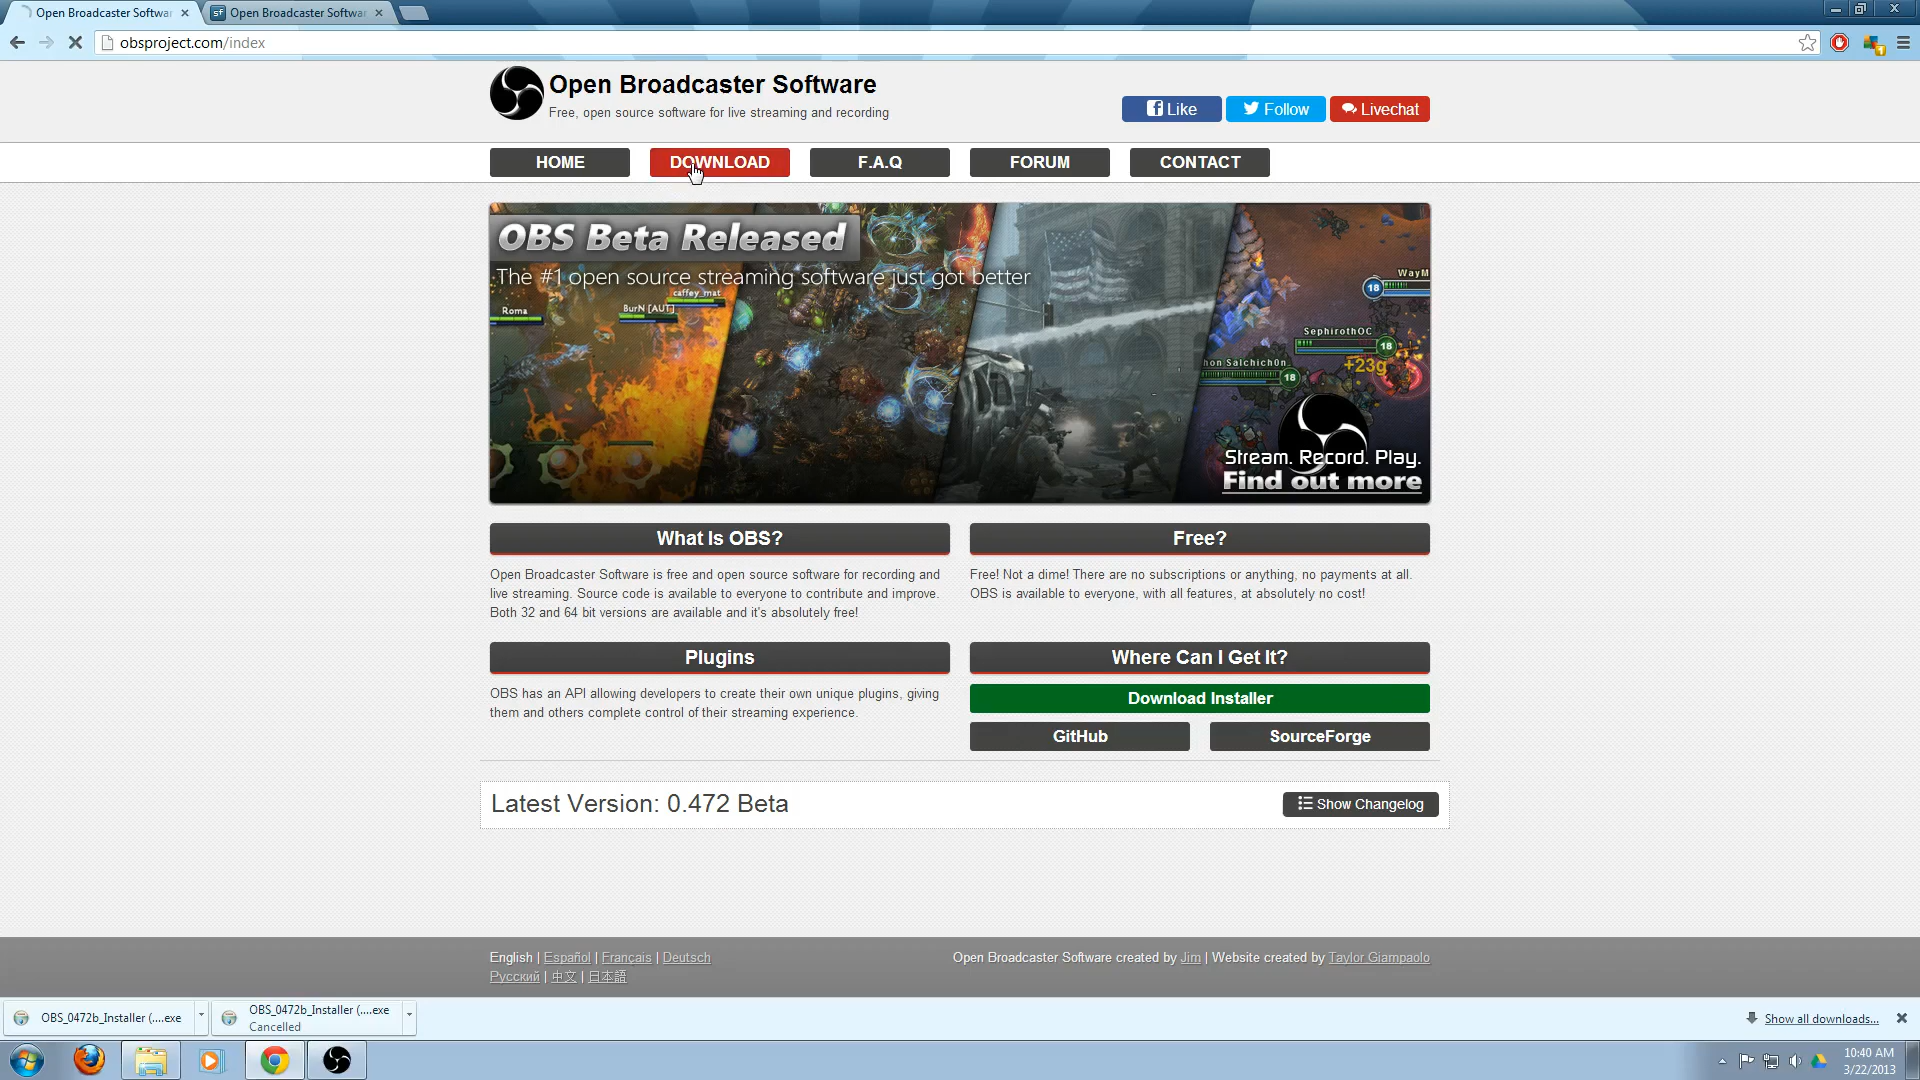 Open Broadcaster Softwar
Open Broadcaster Softwar
obsproject.com/index
Open Broadcaster Software
Free, open source software for live streaming and recording
Like
Follow
Livechat
HOME
DOWNLOAD
F.A.Q
FORUM
CONTACT
OBS Beta Released
The #1 open source streaming software just got better
caffey_mat
Roma
BurN [AUT]
WayM
18
SephirothOC
18
hon Salchich0n
+23g
18
Stream. Record. Play.
Find out more
What Is OBS?
Open Broadcaster Software is free and open source software for recording and
live streaming. Source code is available to everyone to contribute and improve.
Both 32 and 64 bit versions are available and it's absolutely free!
Free?
Free! Not a dime! There are no subscriptions or anything, no payments at all.
OBS is available to everyone, with all features, at absolutely no cost!
Plugins
OBS has an API allowing developers to create their own unique plugins, giving
them and others complete control of their streaming experience.
Where Can I Get It?
Download Installer
GitHub
SourceForge
Latest Version: 0.472 Beta
Show Changelog
English | Español | Français | Deutsch
Русский | 中文 | 日本語
Open Broadcaster Software created by Jim | Website created by Taylor Giampaolo
OBS_0472b_Installer (....exe
OBS_0472b_Installer (....exe
Cancelled
Show all downloads...
10:40 AM
3/22/2013